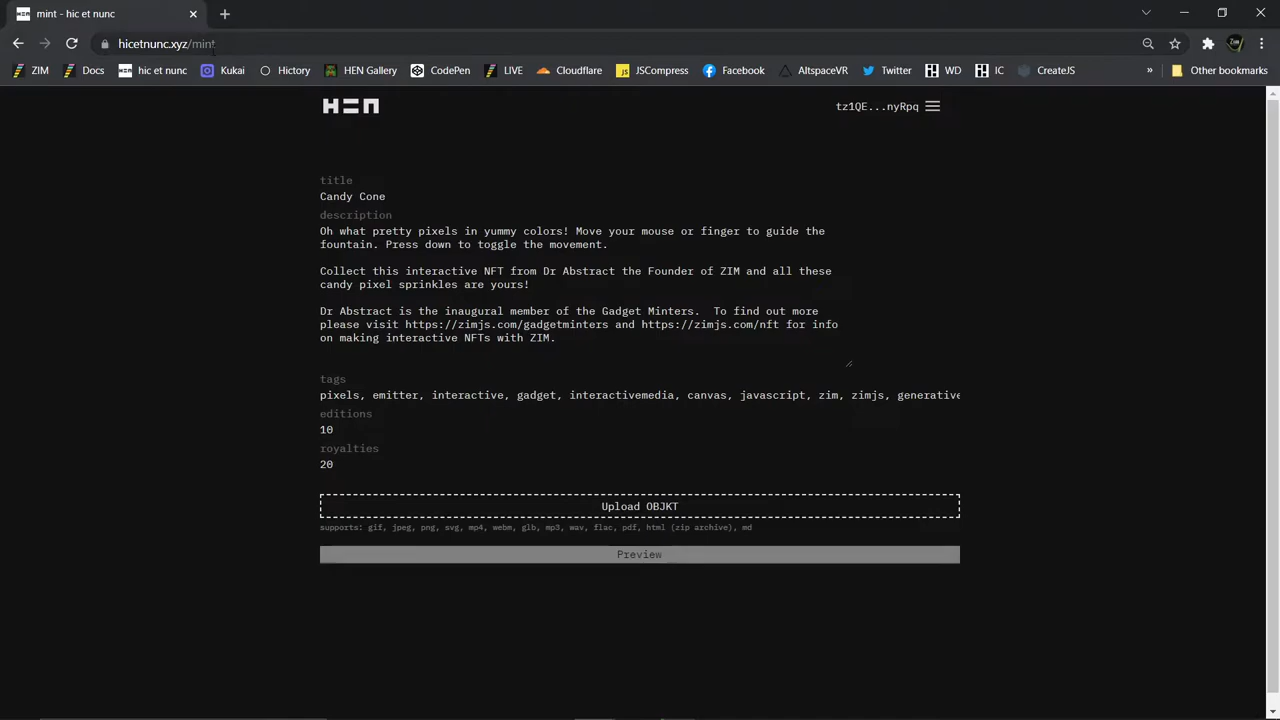 mint - hic et nunc
hicetnunc.xyz/mint
ZIM Docs hic et nunc Kukai Hictory HEN Gallery CodePen LIVE Cloudflare JSCompress Facebook AltspaceVR Twitter WD IC CreateJS » Other bookmarks
HEN tz1QE...nyRpq
title
Candy Cone
description
Oh what pretty pixels in yummy colors! Move your mouse or finger to guide the
fountain. Press down to toggle the movement.
Collect this interactive NFT from Dr Abstract the Founder of ZIM and all these
candy pixel sprinkles are yours!
Dr Abstract is the inaugural member of the Gadget Minters.  To find out more
please visit https://zimjs.com/gadgetminters and https://zimjs.com/nft for info
on making interactive NFTs with ZIM.
tags
pixels, emitter, interactive, gadget, interactivemedia, canvas, javascript, zim, zimjs, generative
editions
10
royalties
20
Upload OBJKT
supports: gif, jpeg, png, svg, mp4, webm, glb, mp3, wav, flac, pdf, html (zip archive), md
Preview